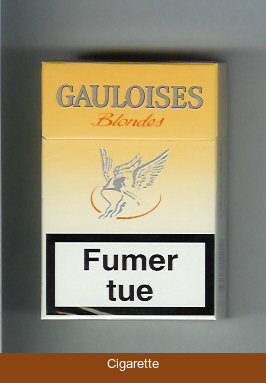 GAULOISES
Blondes
Fumer
tue
Cigarette